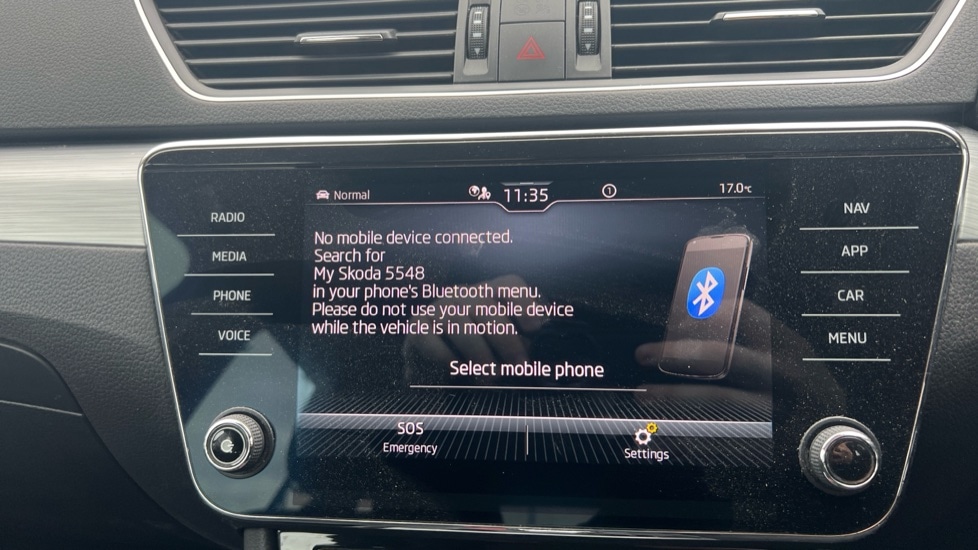 Normal
11:35
1
17.0°C
RADIO
MEDIA
PHONE
VOICE
No mobile device connected.
Search for
My Skoda 5548
in your phone's Bluetooth menu.
Please do not use your mobile device
while the vehicle is in motion.
Select mobile phone
SOS
Emergency
Settings
NAV
APP
CAR
MENU